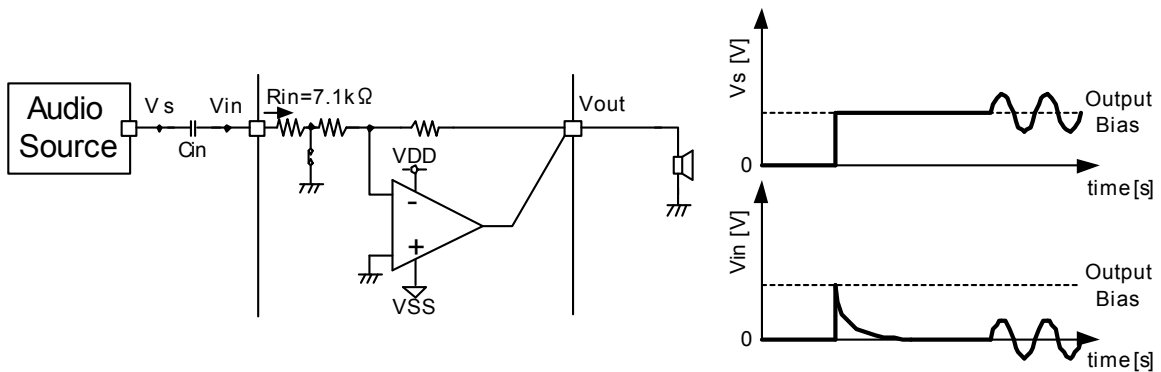 Audio
Source
Vs
Vin
Cin
Rin=7.1kΩ
VDD
-
+
VSS
Vout
Vs [V]
0
Output
Bias
time[s]
Vin [V]
0
Output
Bias
time[s]